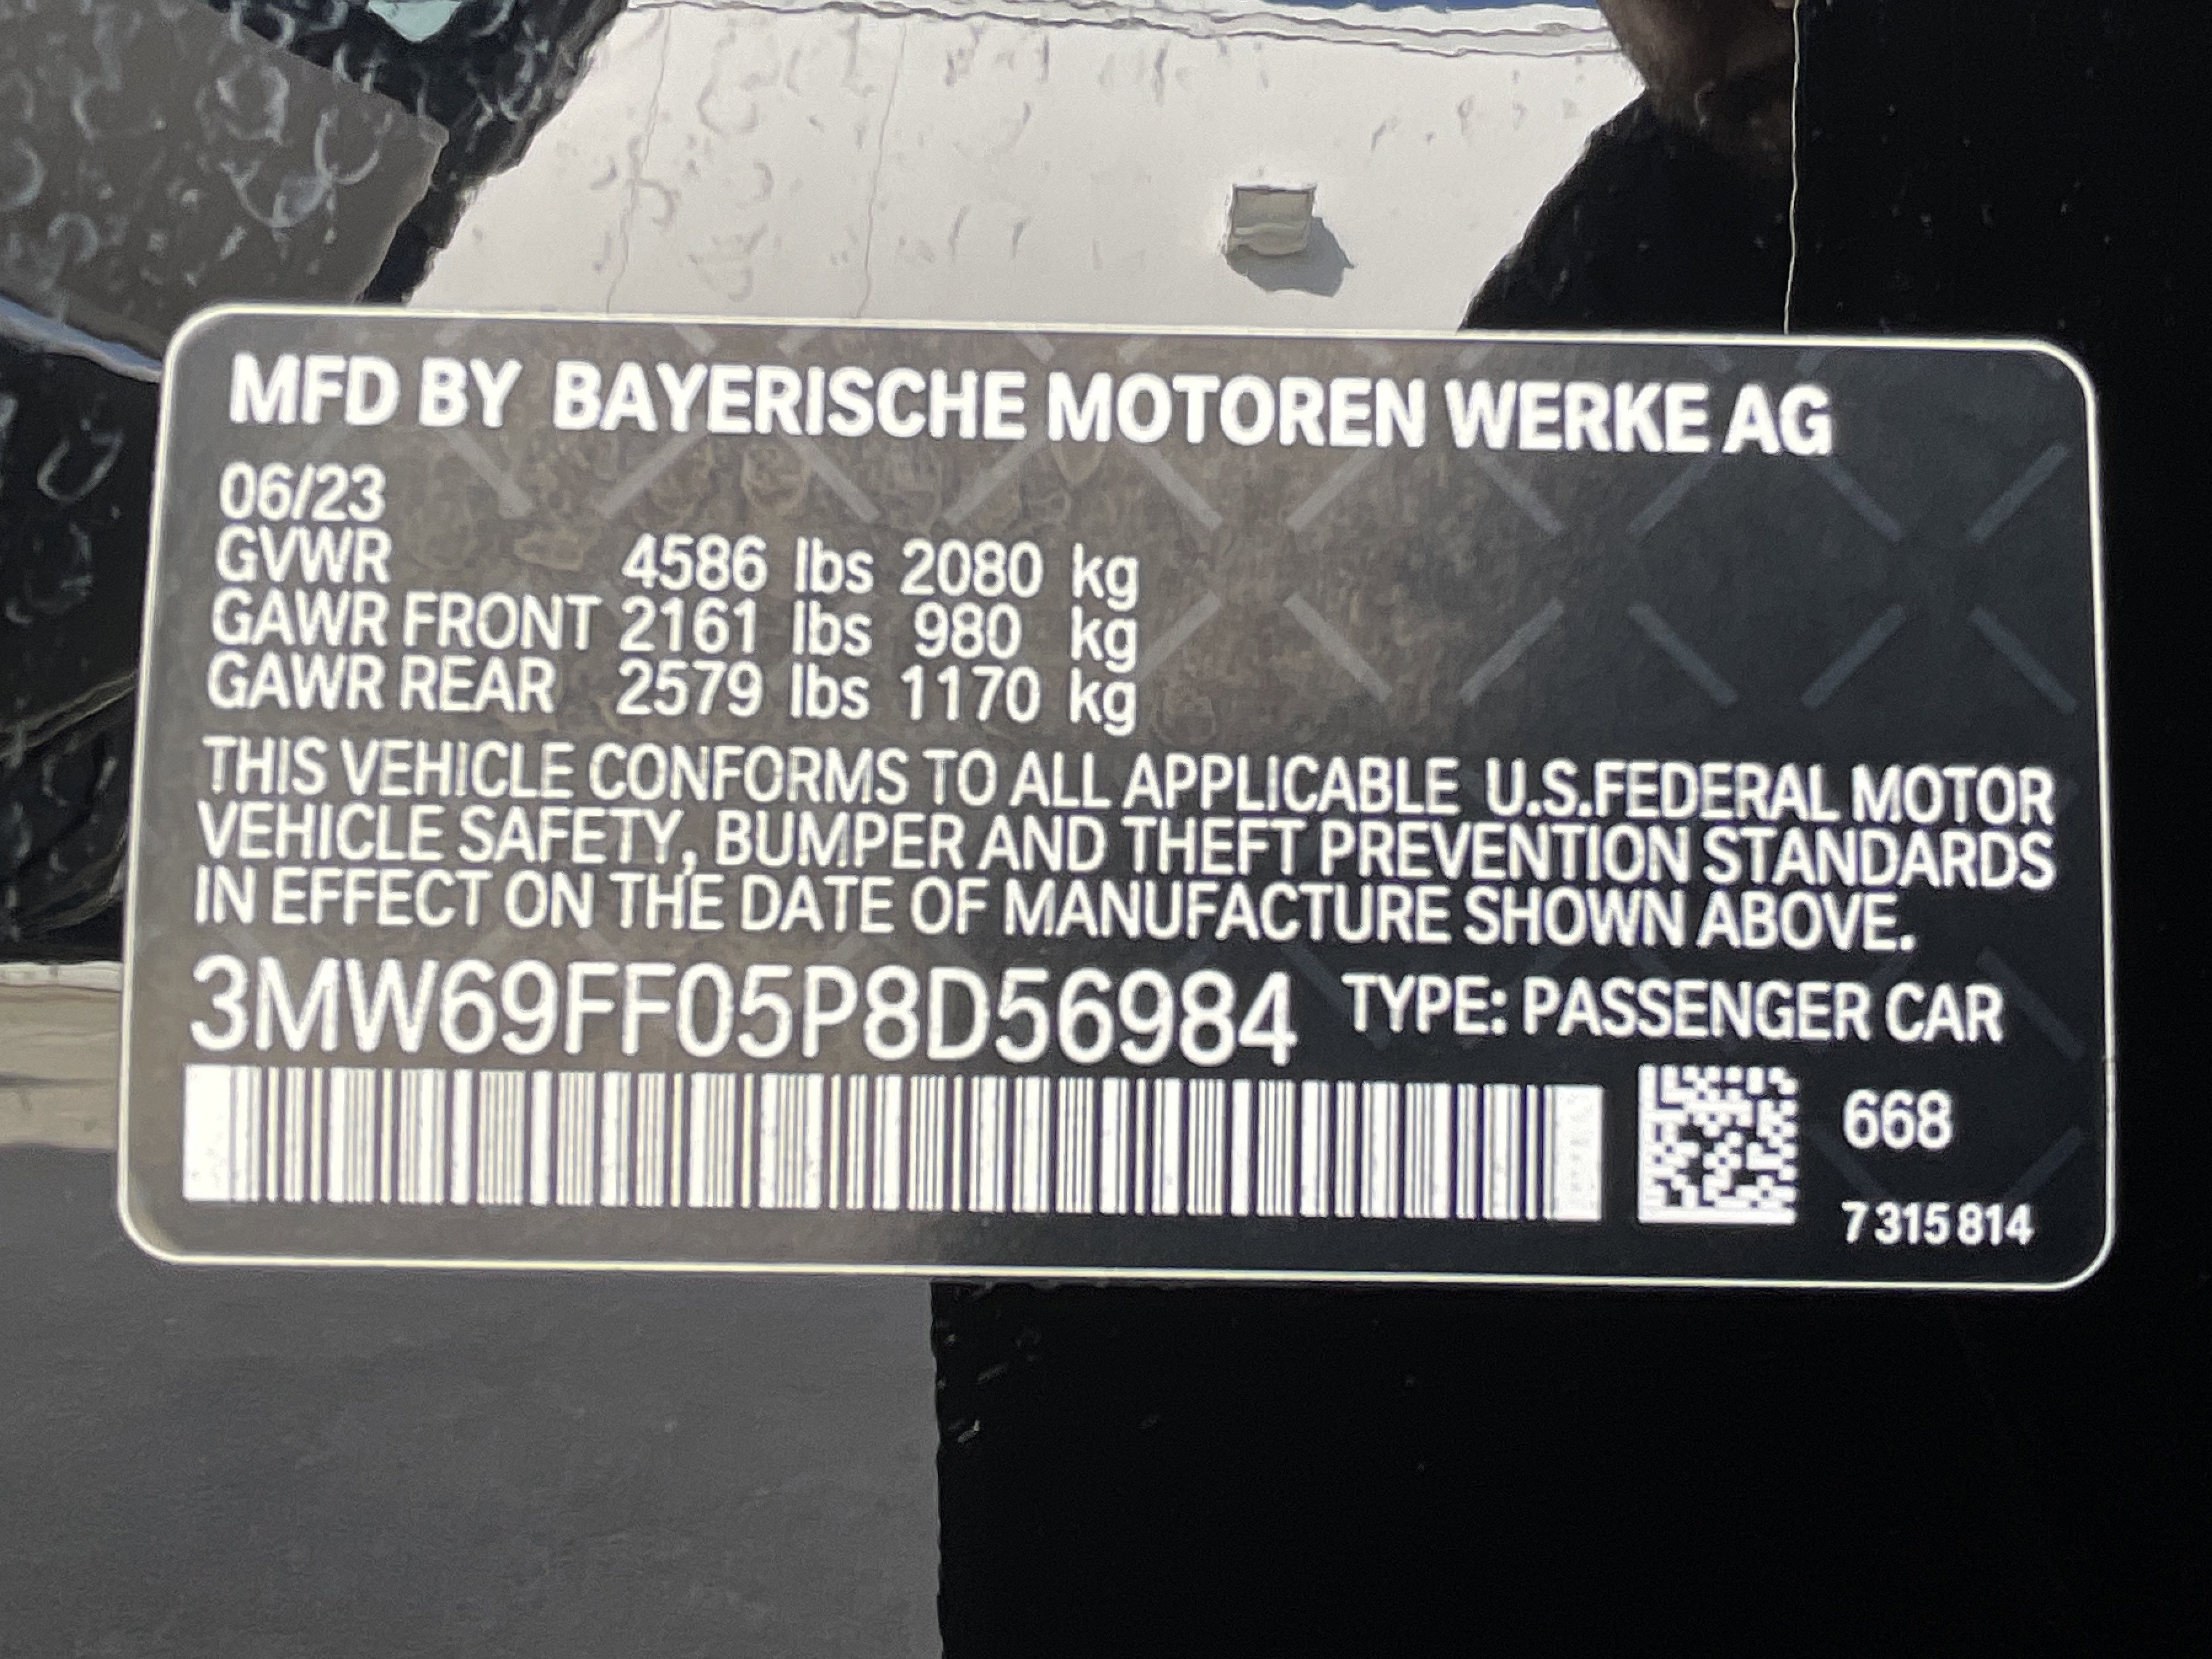 MFD BY BAYERISCHE MOTOREN WERKE AG
06/23
GVWR 4586 lbs 2080 kg
GAWR FRONT 2161 lbs 980 kg
GAWR REAR 2579 lbs 1170 kg
THIS VEHICLE CONFORMS TO ALL APPLICABLE U.S.FEDERAL MOTOR
VEHICLE SAFETY, BUMPER AND THEFT PREVENTION STANDARDS
IN EFFECT ON THE DATE OF MANUFACTURE SHOWN ABOVE.
3MW69FF05P8D56984 TYPE: PASSENGER CAR
668
7 315 814